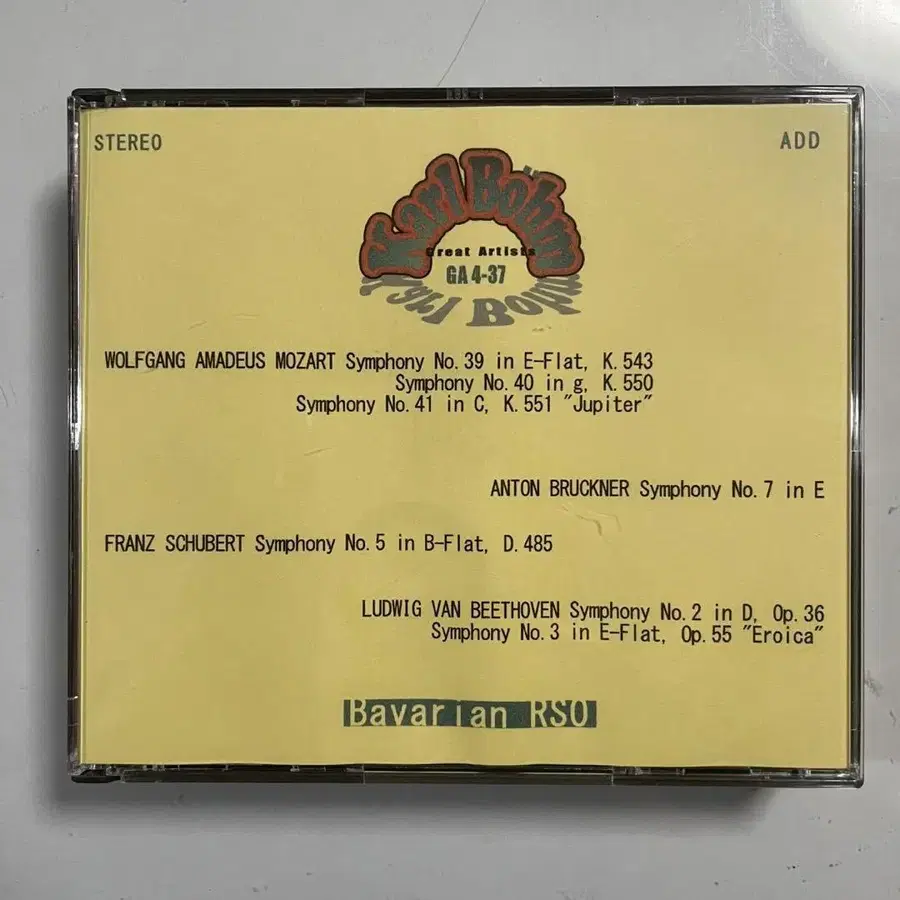 STEREO
ADD
Karl Böhm
Great Artists
GA 4-37
Karl Böhm
WOLFGANG AMADEUS MOZART Symphony No.39 in E-Flat, K.543
Symphony No.40 in g, K.550
Symphony No.41 in C, K.551 "Jupiter"
ANTON BRUCKNER Symphony No.7 in E
FRANZ SCHUBERT Symphony No.5 in B-Flat, D.485
LUDWIG VAN BEETHOVEN Symphony No.2 in D, Op.36
Symphony No.3 in E-Flat, Op.55 "Eroica"
Bavarian RSO